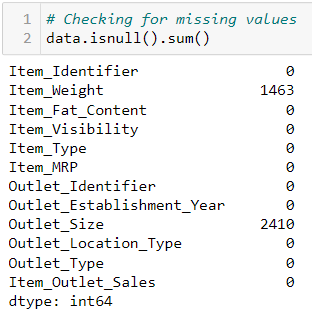 1 # Checking for missing values
2 data.isnull().sum()
Item_Identifier 0
Item_Weight 1463
Item_Fat_Content 0
Item_Visibility 0
Item_Type 0
Item_MRP 0
Outlet_Identifier 0
Outlet_Establishment_Year 0
Outlet_Size 2410
Outlet_Location_Type 0
Outlet_Type 0
Item_Outlet_Sales 0
dtype: int64